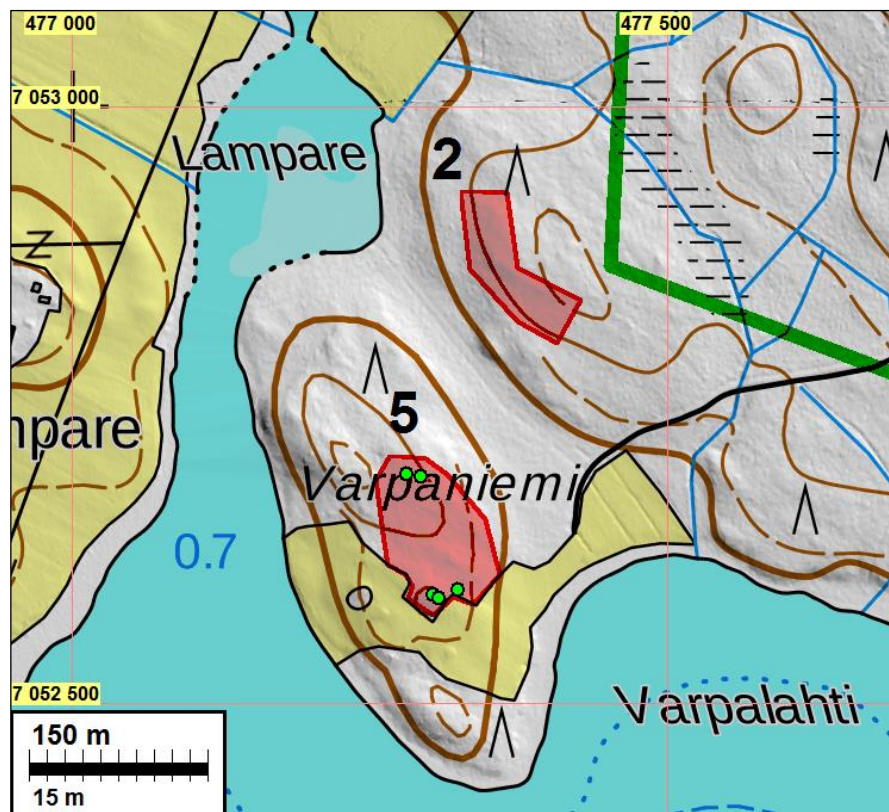 477 000
477 500
7 053 000
Lampare
2
5
mpare
Varpaniemi
0.7
7 052 500
Varpalahti
150 m
15 m